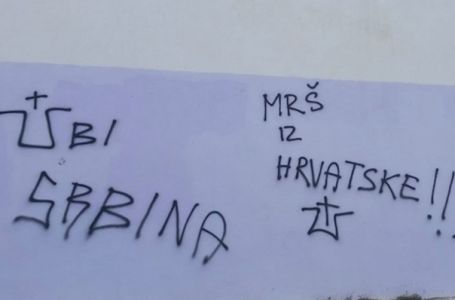 UBI
SRBINA
MRŠ
IZ
HRVATSKE!!
U